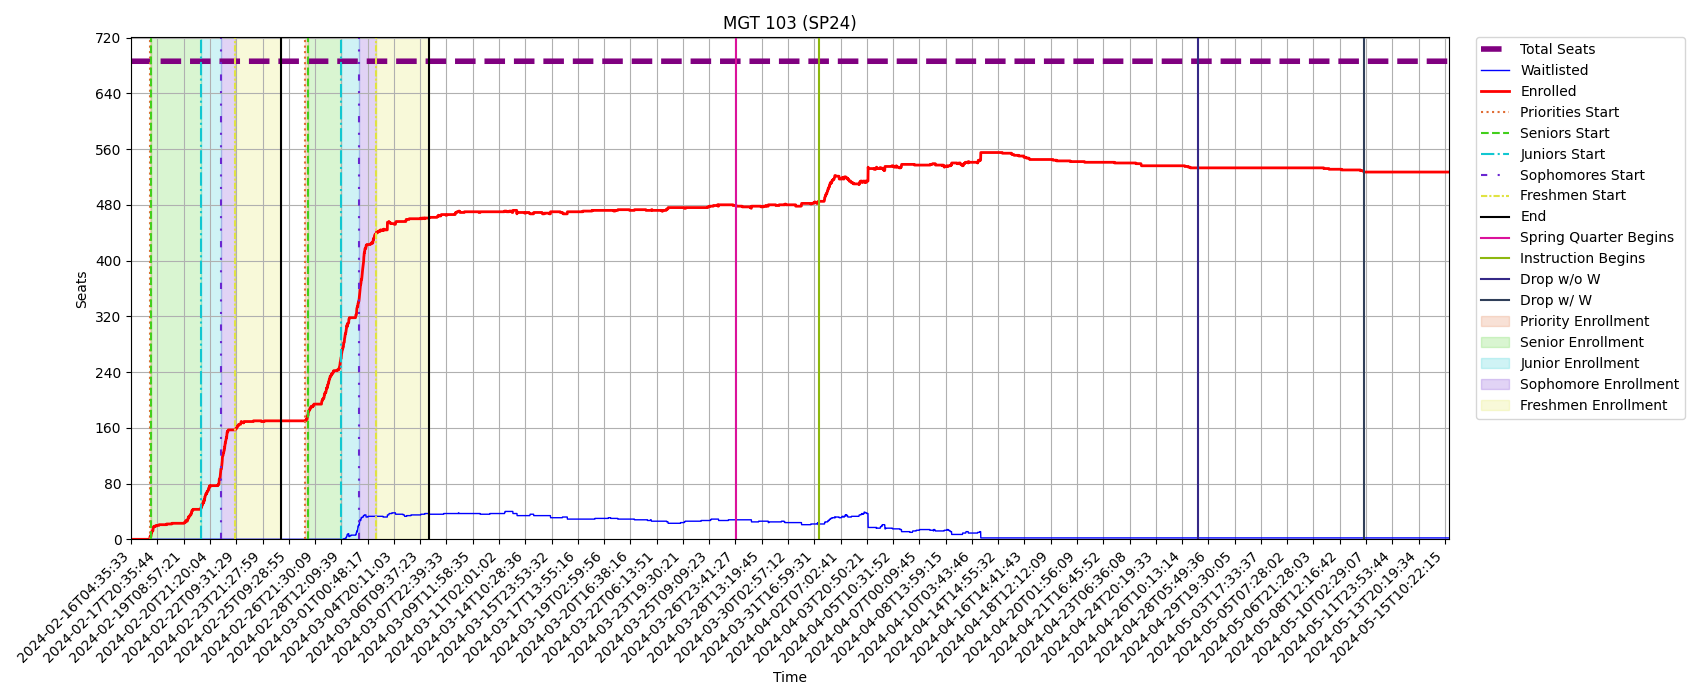 MGT 103 (SP24)
Seats
720
640
560
480
400
320
240
160
80
0
2024-02-16T04:35:33
2024-02-17T20:35:44
2024-02-19T08:57:21
2024-02-20T21:20:04
2024-02-22T09:31:29
2024-02-23T21:27:59
2024-02-25T09:28:55
2024-02-26T21:30:09
2024-02-28T12:09:39
2024-03-01T00:48:17
2024-03-04T20:11:03
2024-03-06T09:37:23
2024-03-07T22:39:33
2024-03-09T11:58:35
2024-03-11T02:01:02
2024-03-14T10:28:36
2024-03-15T23:53:32
2024-03-17T13:55:16
2024-03-19T02:59:56
2024-03-20T16:38:16
2024-03-22T06:13:51
2024-03-23T19:30:21
2024-03-25T09:09:23
2024-03-26T23:41:27
2024-03-28T13:19:45
2024-03-30T02:57:12
2024-03-31T16:59:31
2024-04-02T07:02:41
2024-04-03T20:50:21
2024-04-05T10:31:52
2024-04-07T00:09:45
2024-04-08T13:59:15
2024-04-10T03:43:46
2024-04-14T14:55:32
2024-04-16T14:41:43
2024-04-18T12:12:09
2024-04-20T01:56:09
2024-04-21T16:45:52
2024-04-23T06:36:08
2024-04-24T20:19:33
2024-04-26T10:13:14
2024-04-28T05:49:36
2024-04-29T19:30:05
2024-05-03T17:33:37
2024-05-05T07:28:02
2024-05-06T21:28:03
2024-05-08T12:16:42
2024-05-10T02:29:07
2024-05-11T23:53:44
2024-05-13T20:19:34
2024-05-15T10:22:15
Time
Total Seats
Waitlisted
Enrolled
Priorities Start
Seniors Start
Juniors Start
Sophomores Start
Freshmen Start
End
Spring Quarter Begins
Instruction Begins
Drop w/o W
Drop w/ W
Priority Enrollment
Senior Enrollment
Junior Enrollment
Sophomore Enrollment
Freshmen Enrollment